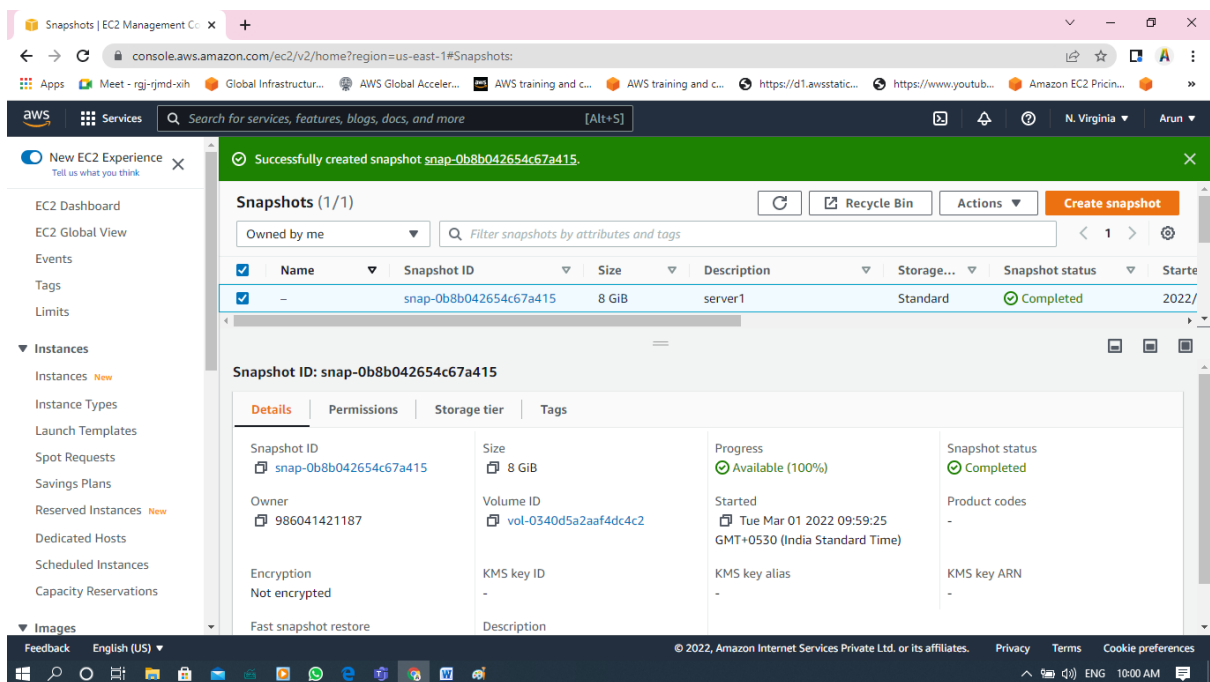 Snapshots | EC2 Management Co
console.aws.amazon.com/ec2/v2/home?region=us-east-1#Snapshots:
Apps Meet - rgj-rjmd-xih Global Infrastructur... AWS Global Acceler... AWS training and c... AWS training and c... https://d1.awsstatic... https://www.youtub... Amazon EC2 Pricin... »
aws Services Search for services, features, blogs, docs, and more [Alt+S] N. Virginia ▼ Arun ▼
New EC2 Experience
Tell us what you think
Successfully created snapshot snap-0b8b042654c67a415.
EC2 Dashboard
EC2 Global View
Events
Tags
Limits
Instances
Instances New
Instance Types
Launch Templates
Spot Requests
Savings Plans
Reserved Instances New
Dedicated Hosts
Scheduled Instances
Capacity Reservations
Images
Snapshots (1/1) Recycle Bin Actions ▼ Create snapshot
Owned by me Filter snapshots by attributes and tags 1
Name Snapshot ID Size Description Storage... Snapshot status Starte
– snap-0b8b042654c67a415 8 GiB server1 Standard Completed 2022/
Snapshot ID: snap-0b8b042654c67a415
Details Permissions Storage tier Tags
Snapshot ID Size Progress Snapshot status
snap-0b8b042654c67a415 8 GiB Available (100%) Completed
Owner Volume ID Started Product codes
986041421187 vol-0340d5a2aaf4dc4c2 Tue Mar 01 2022 09:59:25 -
GMT+0530 (India Standard Time)
Encryption KMS key ID KMS key alias KMS key ARN
Not encrypted - - -
Fast snapshot restore Description
Feedback English (US) ▼ © 2022, Amazon Internet Services Private Ltd. or its affiliates. Privacy Terms Cookie preferences
ENG 10:00 AM